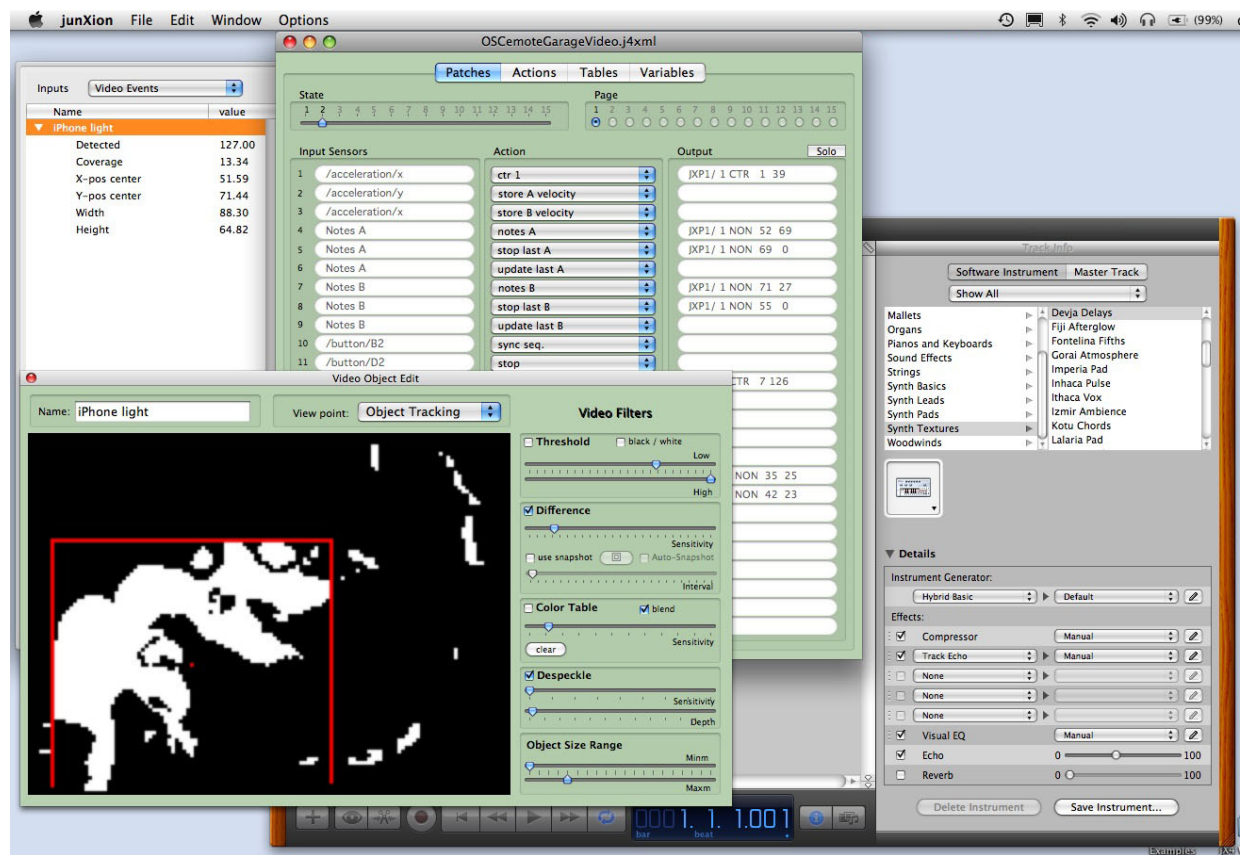 junXion File Edit Window Options (99%)
OSCemoteGarageVideo.j4xml
Patches Actions Tables Variables
State
1 2 3 4 5 6 7 8 9 10 11 12 13 14 15
Page
1 2 3 4 5 6 7 8 9 10 11 12 13 14 15
Input Sensors Action Output Solo
1 /acceleration/x ctr 1 JXP1/ 1 CTR 1 39
2 /acceleration/y store A velocity
3 /acceleration/x store B velocity
4 Notes A notes A JXP1/ 1 NON 52 69
5 Notes A stop last A JXP1/ 1 NON 69 0
6 Notes A update last A
7 Notes B notes B JXP1/ 1 NON 71 27
8 Notes B stop last B JXP1/ 1 NON 55 0
9 Notes B update last B
10 /button/B2 sync seq.
11 /button/D2 stop
CTR 7 126
NON 35 25
NON 42 23
Inputs Video Events
Name value
iPhone light
Detected 127.00
Coverage 13.34
X-pos center 51.59
Y-pos center 71.44
Width 88.30
Height 64.82
Video Object Edit
Name: iPhone light View point: Object Tracking
Video Filters
Threshold black / white
Low
High
Difference
Sensitivity
use snapshot Auto-Snapshot
Interval
Color Table blend
Sensitivity
clear
Despeckle
Sensitivity
Depth
Object Size Range
Minm
Maxm
Track Info
Software Instrument Master Track
Show All
Mallets
Organs
Pianos and Keyboards
Sound Effects
Strings
Synth Basics
Synth Leads
Synth Pads
Synth Textures
Woodwinds
Devja Delays
Fiji Afterglow
Fontelina Fifths
Gorai Atmosphere
Imperia Pad
Inhaca Pulse
Ithaca Vox
Izmir Ambience
Kotu Chords
Lalaria Pad
Details
Instrument Generator:
Hybrid Basic Default
Effects:
Compressor Manual
Track Echo Manual
None
None
None
Visual EQ Manual
Echo 0 100
Reverb 0 100
Delete Instrument Save Instrument...
0001. 1. 1.001
bar beat
Examples